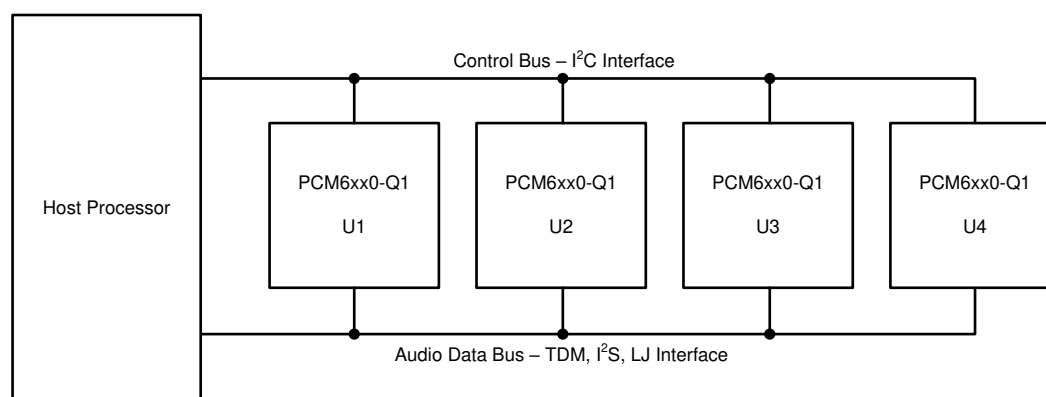 Control Bus – I²C Interface
Host Processor
PCM6xx0-Q1
U1
PCM6xx0-Q1
U2
PCM6xx0-Q1
U3
PCM6xx0-Q1
U4
Audio Data Bus – TDM, I²S, LJ Interface